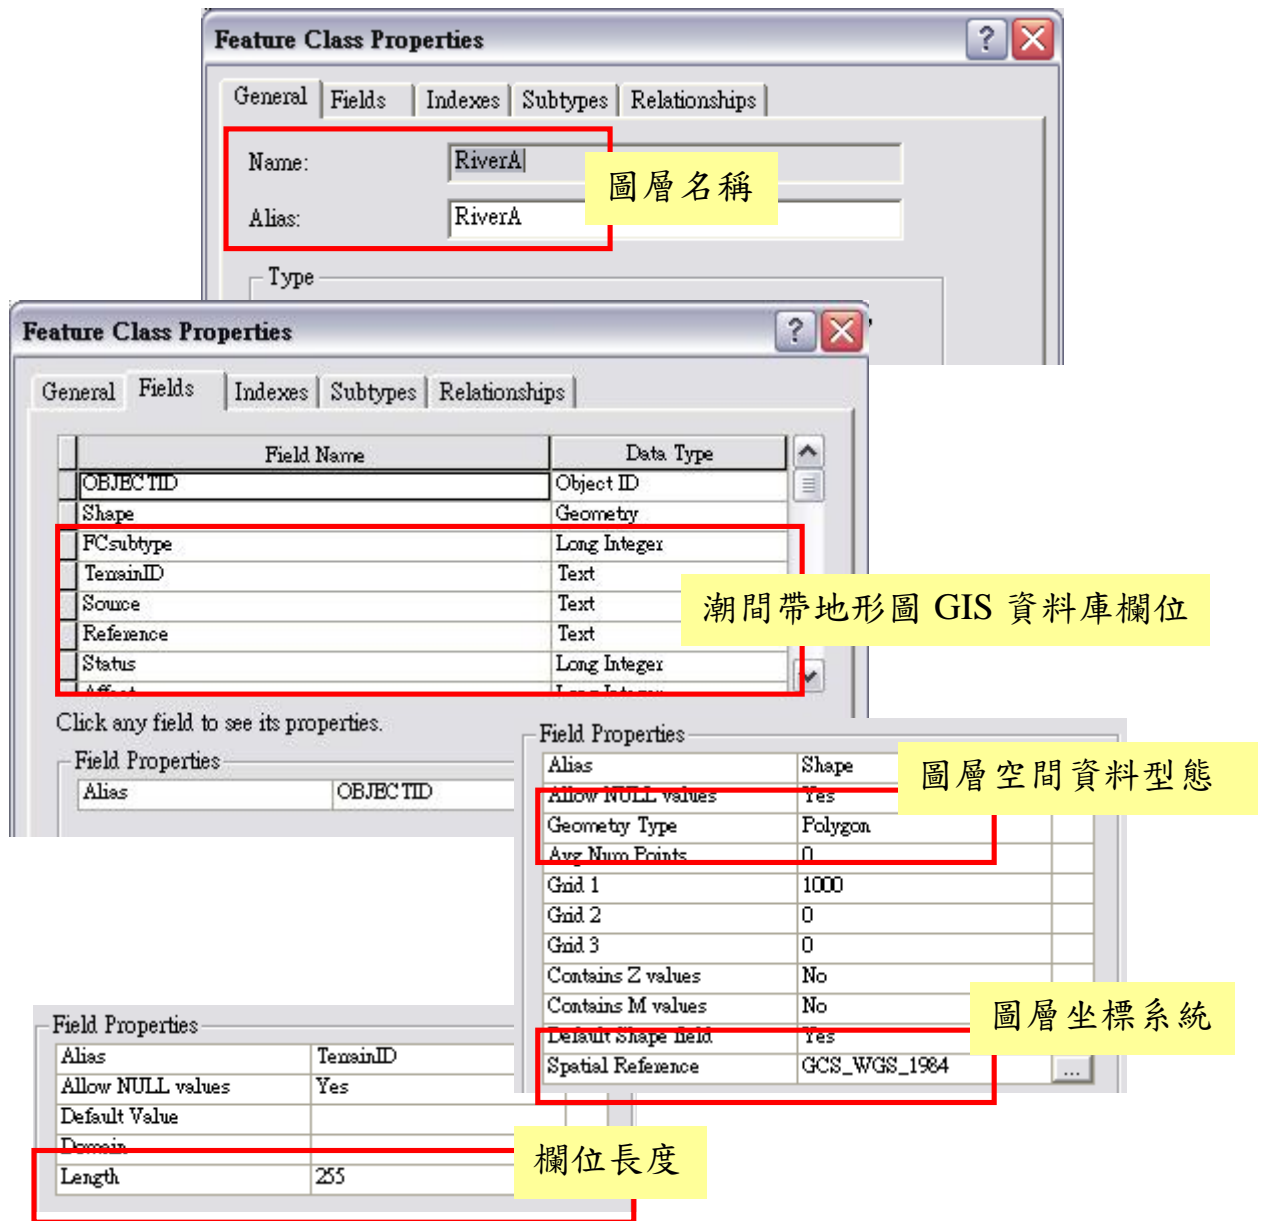 Feature Class Properties
General Fields Indexes Subtypes Relationships
Name: RiverA
圖層名稱
Alias: RiverA
Type
Feature Class Properties
General Fields Indexes Subtypes Relationships
Field Name Data Type
OBJECTID Object ID
Shape Geometry
FCsubtype Long Integer
TerrainID Text
Source Text
潮間帶地形圖 GIS 資料庫欄位
Reference Text
Status Long Integer
Affect Long Integer
Click any field to see its properties.
Field Properties
Alias OBJECTID
Field Properties
Alias Shape
圖層空間資料型態
Allow NULL values Yes
Geometry Type Polygon
Avg Num Points 0
Grid 1 1000
Grid 2 0
Grid 3 0
Contains Z values No
Contains M values No
圖層坐標系統
Default Shape field Yes
Spatial Reference GCS_WGS_1984 ...
Field Properties
Alias TerrainID
Allow NULL values Yes
Default Value
Domain
欄位長度
Length 255